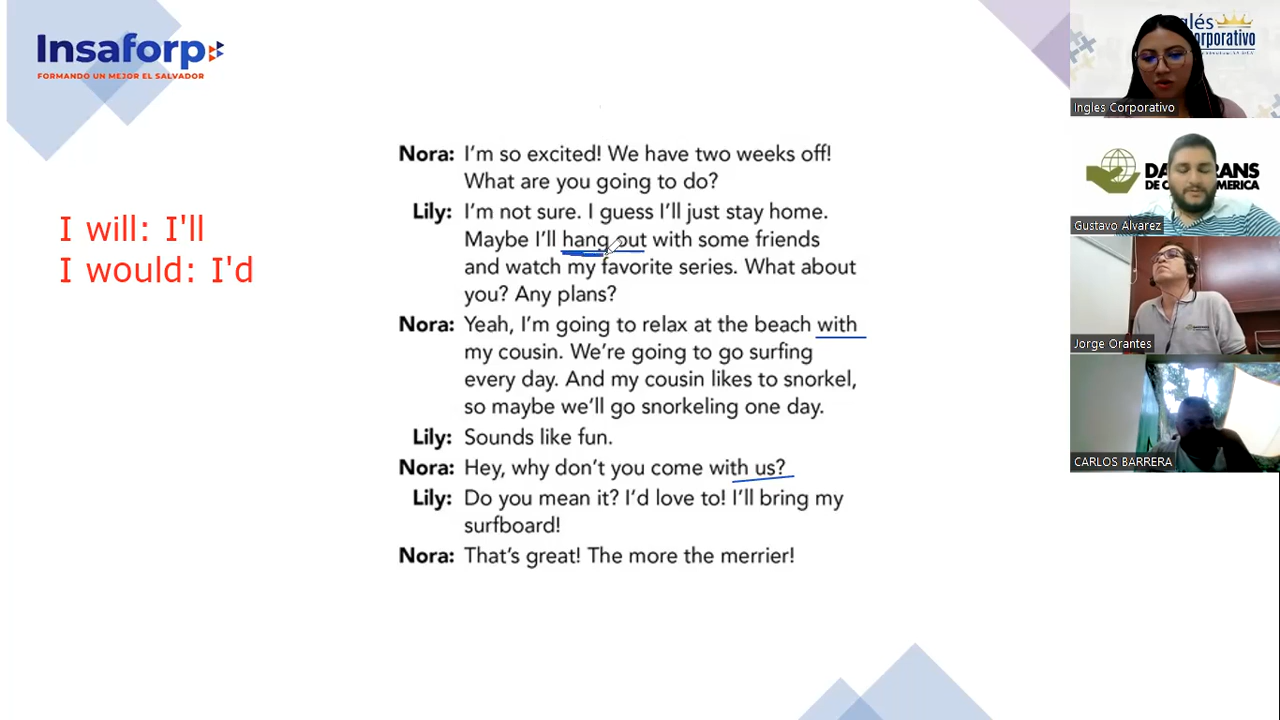 Insaforp
FORMANDO UN MEJOR EL SALVADOR
I will: I'll
I would: I'd
Nora: I'm so excited! We have two weeks off!
What are you going to do?
Lily: I'm not sure. I guess I'll just stay home.
Maybe I'll hang out with some friends
and watch my favorite series. What about
you? Any plans?
Nora: Yeah, I'm going to relax at the beach with
my cousin. We're going to go surfing
every day. And my cousin likes to snorkel,
so maybe we'll go snorkeling one day.
Lily: Sounds like fun.
Nora: Hey, why don't you come with us?
Lily: Do you mean it? I'd love to! I'll bring my
surfboard!
Nora: That's great! The more the merrier!
Ingles Corporativo
DE C
MERICA
Gustavo Alvarez
Jorge Orantes
CARLOS BARRERA